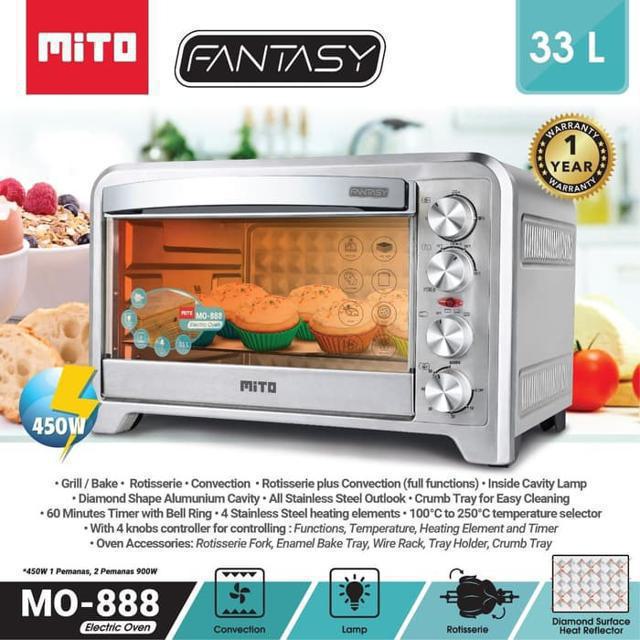 MiTO
FANTASY
33 L
WARRANTY
1
YEAR
WARRANTY
FANTASY
MiTO MO-888
Electric Oven
33 L
MiTO
450W
• Grill / Bake • Rotisserie • Convection • Rotisserie plus Convection (full functions) • Inside Cavity Lamp
• Diamond Shape Alumunium Cavity • All Stainless Steel Outlook • Crumb Tray for Easy Cleaning
• 60 Minutes Timer with Bell Ring • 4 Stainless Steel heating elements • 100°C to 250°C temperature selector
• With 4 knobs controller for controlling : Functions, Temperature, Heating Element and Timer
• Oven Accessories: Rotisserie Fork, Enamel Bake Tray, Wire Rack, Tray Holder, Crumb Tray
*450W 1 Pemanas, 2 Pemanas 900W
MO-888
Electric Oven
Convection
Lamp
Rotisserie
Diamond Surface
Heat Reflector